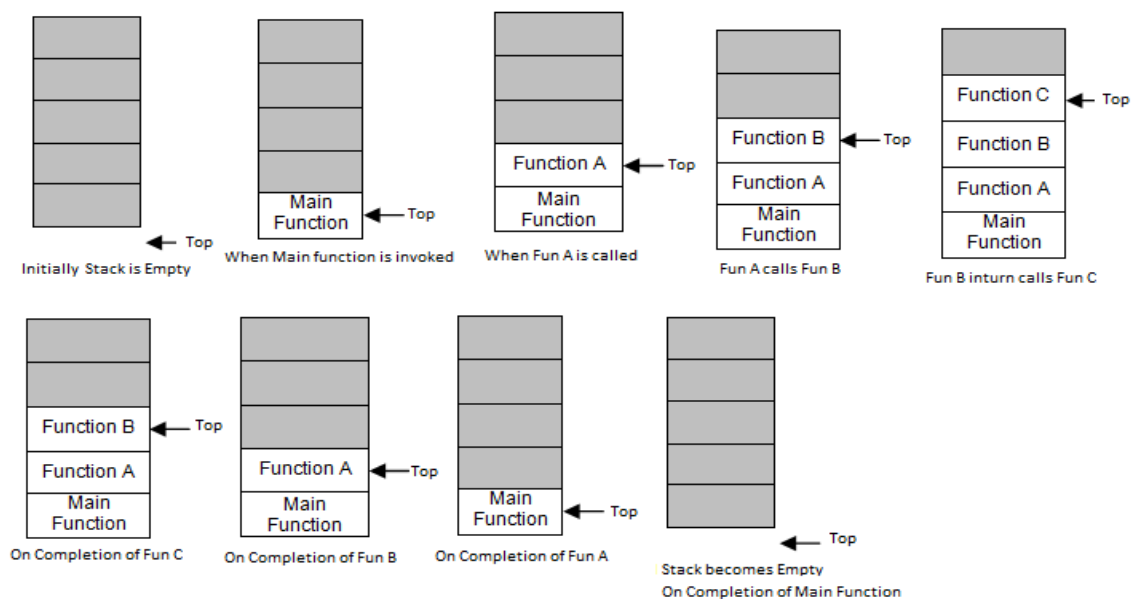 Top
Initially Stack is Empty
Main
Function
Top
When Main function is invoked
Function A
Main
Function
Top
When Fun A is called
Function B
Function A
Main
Function
Top
Fun A calls Fun B
Function C
Function B
Function A
Main
Function
Top
Fun B inturn calls Fun C
Function B
Function A
Main
Function
Top
On Completion of Fun C
Function A
Main
Function
Top
On Completion of Fun B
Main
Function
Top
On Completion of Fun A
Top
Stack becomes Empty
On Completion of Main Function